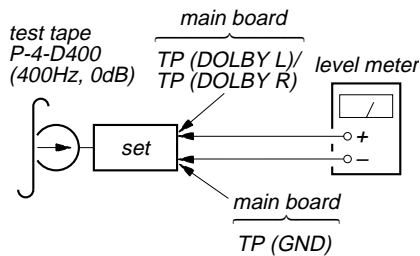 test tape
P-4-D400
(400Hz, 0dB)
main board
TP (DOLBY L)/
TP (DOLBY R)
level meter
set
+
–
main board
TP (GND)